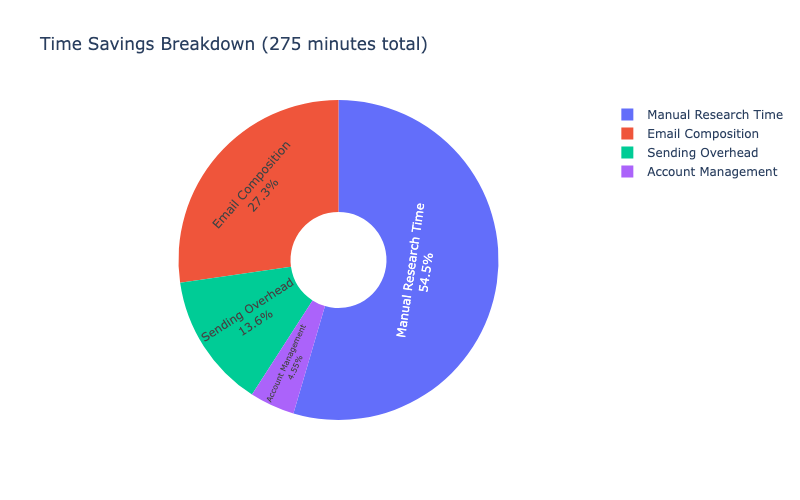 Time Savings Breakdown (275 minutes total)
Manual Research Time
Email Composition
Sending Overhead
Account Management
Manual Research Time
54.5%
Email Composition
27.3%
Sending Overhead
13.6%
Account Management
4.55%